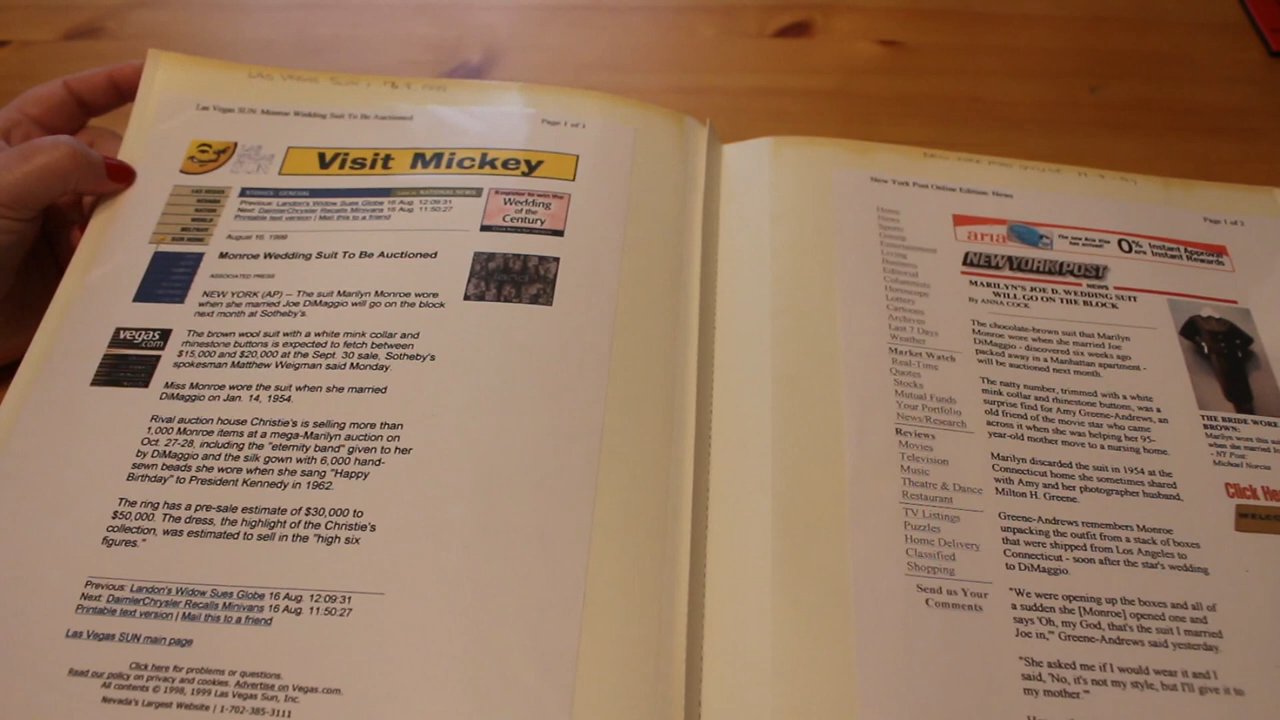 Las Vegas SUN: Monroe Wedding Suit To Be Auctioned
Page 1 of 1
Visit Mickey
LAS VEGAS
NEVADA
NATION
WORLD
STORIES: GENERAL
NATIONAL NEWS
Previous: Landon's Widow Sues Globe 16 Aug. 12:09:31
Next: DaimlerChrysler Recalls Minivans 16 Aug. 11:50:27
Printable text version | Mail this to a friend
Wedding
of the
Century
August 16, 1999
Monroe Wedding Suit To Be Auctioned
ASSOCIATED PRESS
NEW YORK (AP) -- The suit Marilyn Monroe wore
when she married Joe DiMaggio will go on the block
next month at Sotheby's.
vegas
.com
The brown wool suit with a white mink collar and
rhinestone buttons is expected to fetch between
$15,000 and $20,000 at the Sept. 30 sale, Sotheby's
spokesman Matthew Weigman said Monday.
Miss Monroe wore the suit when she married
DiMaggio on Jan. 14, 1954.
Rival auction house Christie's is selling more than
1,000 Monroe items at a mega-Marilyn auction on
Oct. 27-28, including the "eternity band" given to her
by DiMaggio and the silk gown with 6,000 hand-
sewn beads she wore when she sang "Happy
Birthday" to President Kennedy in 1962.
The ring has a pre-sale estimate of $30,000 to
$50,000. The dress, the highlight of the Christie's
collection, was estimated to sell in the "high six
figures."
Previous: Landon's Widow Sues Globe 16 Aug. 12:09:31
Next: DaimlerChrysler Recalls Minivans 16 Aug. 11:50:27
Printable text version | Mail this to a friend
Las Vegas SUN main page
Click here for problems or questions.
Read our policy on privacy and cookies. Advertise on Vegas.com.
All contents © 1998, 1999 Las Vegas Sun, Inc.
Nevada's Largest Website | 1-702-385-3111
New York Post Online Edition: News
Page 1 of 3
Home
News
Sports
Gossip
Entertainment
Living
Business
Editorial
Columnists
Horoscope
Lottery
Cartoons
Archives
Last 7 Days
Weather
Market Watch
Real-Time
Quotes
Stocks
Mutual Funds
Your Portfolio
News/Research
Reviews
Movies
Television
Music
Theatre & Dance
Restaurant
TV Listings
Puzzles
Home Delivery
Classified
Shopping
Send us Your
Comments
aria
The new Aria Visa
has arrived!
0%
Instant Approval
Instant Rewards
NEW YORK POST
NEWS
MARILYN'S JOE D. WEDDING SUIT
WILL GO ON THE BLOCK
By ANNA COCK
The chocolate-brown suit that Marilyn
Monroe wore when she married Joe
DiMaggio - discovered six weeks ago
packed away in a Manhattan apartment -
will be auctioned next month.
The natty number, trimmed with a white
mink collar and rhinestone buttons, was a
surprise find for Amy Greene-Andrews, an
old friend of the movie star who came
across it when she was helping her 95-
year-old mother move to a nursing home.
Marilyn discarded the suit in 1954 at the
Connecticut home she sometimes shared
with Amy and her photographer husband,
Milton H. Greene.
Greene-Andrews remembers Monroe
unpacking the outfit from a stack of boxes
that were shipped from Los Angeles to
Connecticut - soon after the star's wedding
to DiMaggio.
"We were opening up the boxes and all of
a sudden she [Monroe] opened one and
says 'Oh, my God, that's the suit I married
Joe in,'" Greene-Andrews said yesterday.
"She asked me if I would wear it and I
said, 'No, it's not my style, but I'll give it to
my mother.'"
THE BRIDE WORE
BROWN:
Marilyn wore this
when she married
- NY Post:
Michael Norcia
Click